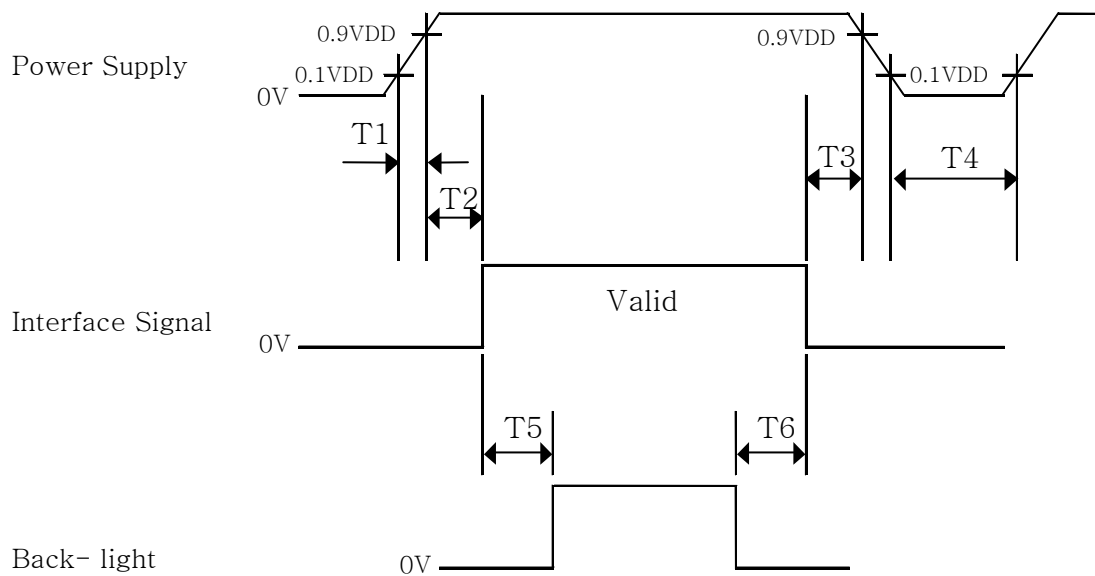 0.9VDD
0.9VDD
Power Supply
0.1VDD
0.1VDD
0V
T1
T3
T4
T2
Valid
Interface Signal
0V
T5
T6
Back- light
0V